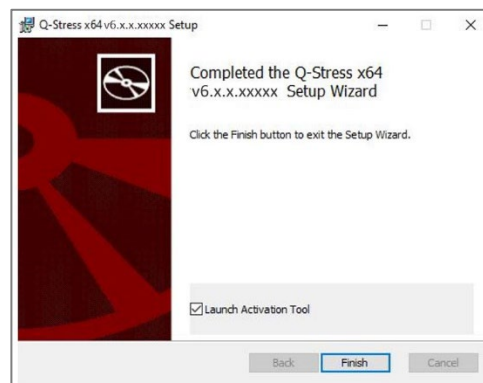 Q-Stress x64 v6.x.x.xxxxx Setup
Completed the Q-Stress x64
v6.x.x.xxxxx Setup Wizard
Click the Finish button to exit the Setup Wizard.
Launch Activation Tool
Back Finish Cancel